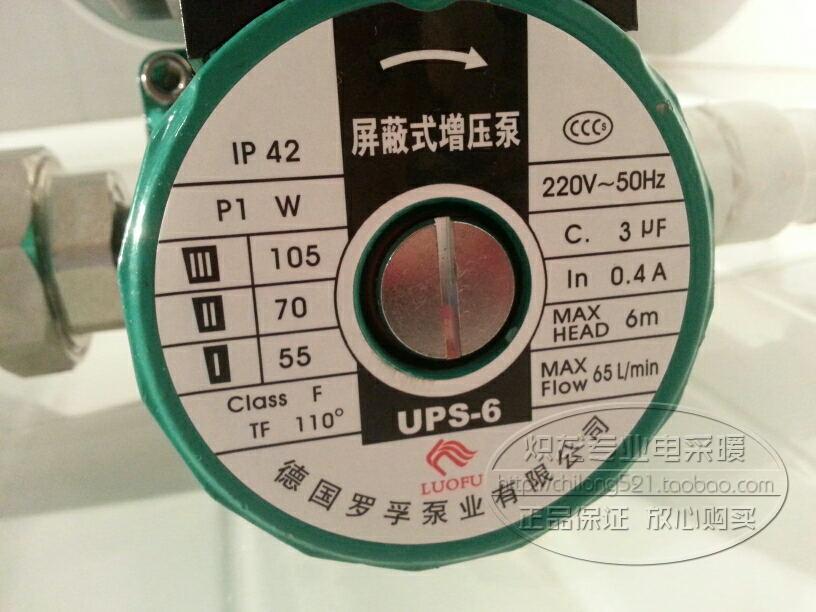 屏蔽式增压泵
IP 42
P1 W
III 105
II 70
I 55
Class F
TF 110°
CCCs
220V~50Hz
C. 3 μF
In 0.4 A
MAX HEAD 6m
MAX Flow 65 L/min
UPS-6
LUOFU
德国罗孚泵业有限公司
专业电采暖
http://chilong521.taobao.com
正品保证 放心购买